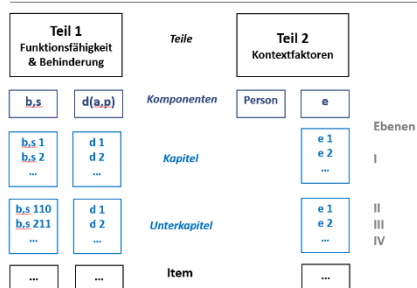 Teil 1
Funktionsfähigkeit
& Behinderung
Teile
Teil 2
Kontextfaktoren
b,s
d(a,p)
Komponenten
Person
e
Ebenen
b,s 1
b,s 2
...
d 1
d 2
...
Kapitel
e 1
e 2
...
I
b,s 110
b,s 211
...
d 1
d 2
...
Unterkapitel
e 1
e 2
...
II
III
IV
...
...
Item
...